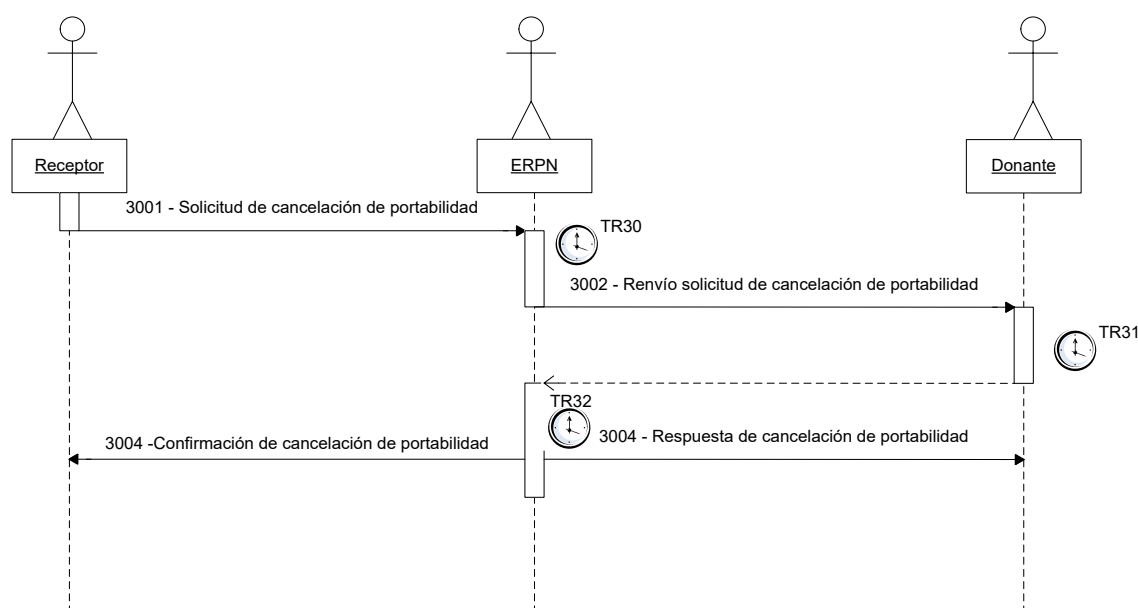 Receptor
ERPN
Donante
3001 - Solicitud de cancelación de portabilidad
TR30
3002 - Renvío solicitud de cancelación de portabilidad
TR31
TR32
3004 -Confirmación de cancelación de portabilidad
3004 - Respuesta de cancelación de portabilidad